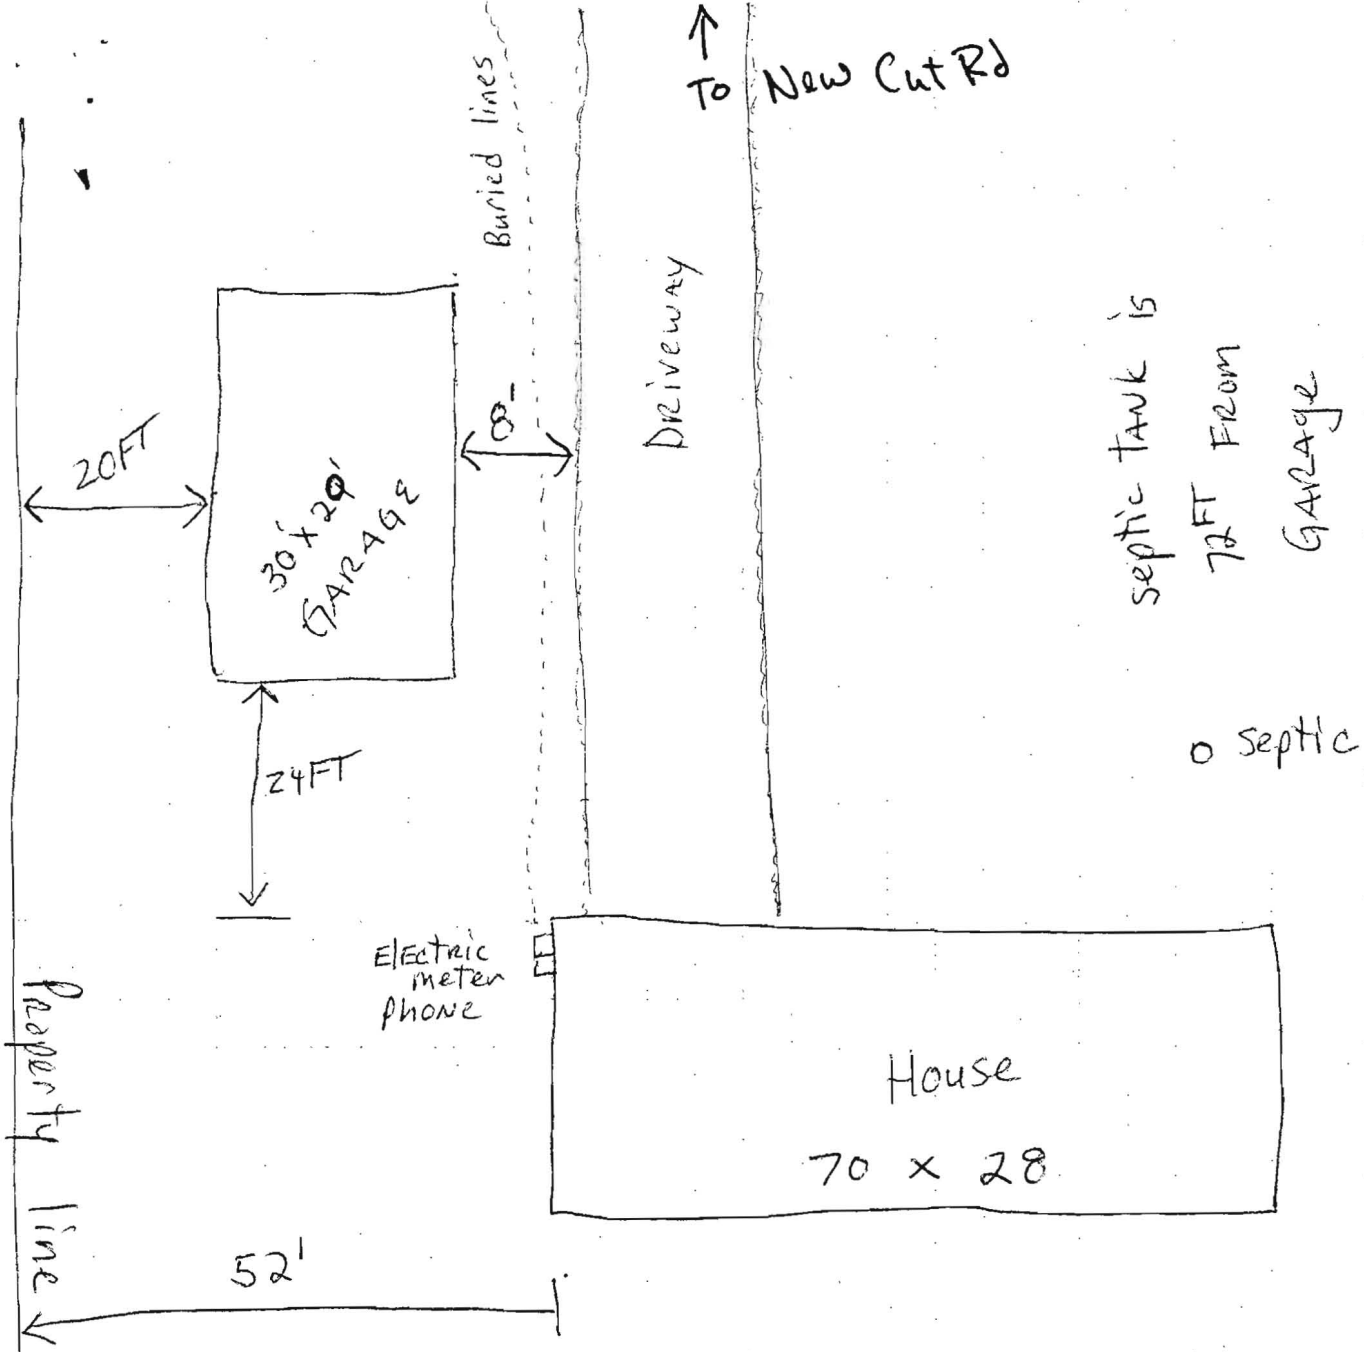 To New Cut Rd
Buried lines
Driveway
septic TANK is
72FT FROM
GARAGE
20FT
8'
30' x 20'
GARAGE
24FT
septic
Electric
meter
Phone
House
70 x 28
Property line
52'